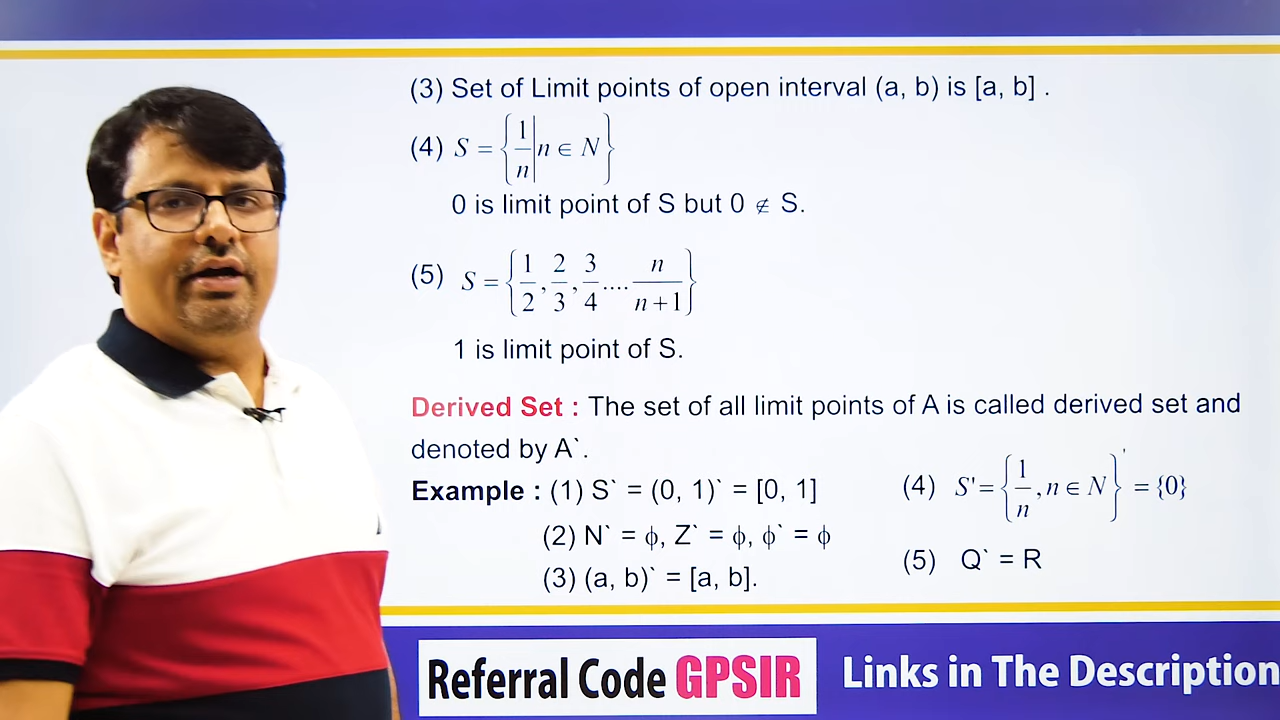 (3) Set of Limit points of open interval (a, b) is [a, b] .
(4) S = {1/n | n ∈ N}
0 is limit point of S but 0 ∉ S.
(5) S = {1/2, 2/3, 3/4 .... n/n+1}
1 is limit point of S.
Derived Set : The set of all limit points of A is called derived set and
denoted by A`.
Example : (1) S` = (0, 1)` = [0, 1]
(2) N` = ϕ, Z` = ϕ, ϕ` = ϕ
(3) (a, b)` = [a, b].
(4) S' = {1/n, n ∈ N}' = {0}
(5) Q` = R
Referral Code GPSIR
Links in The Description